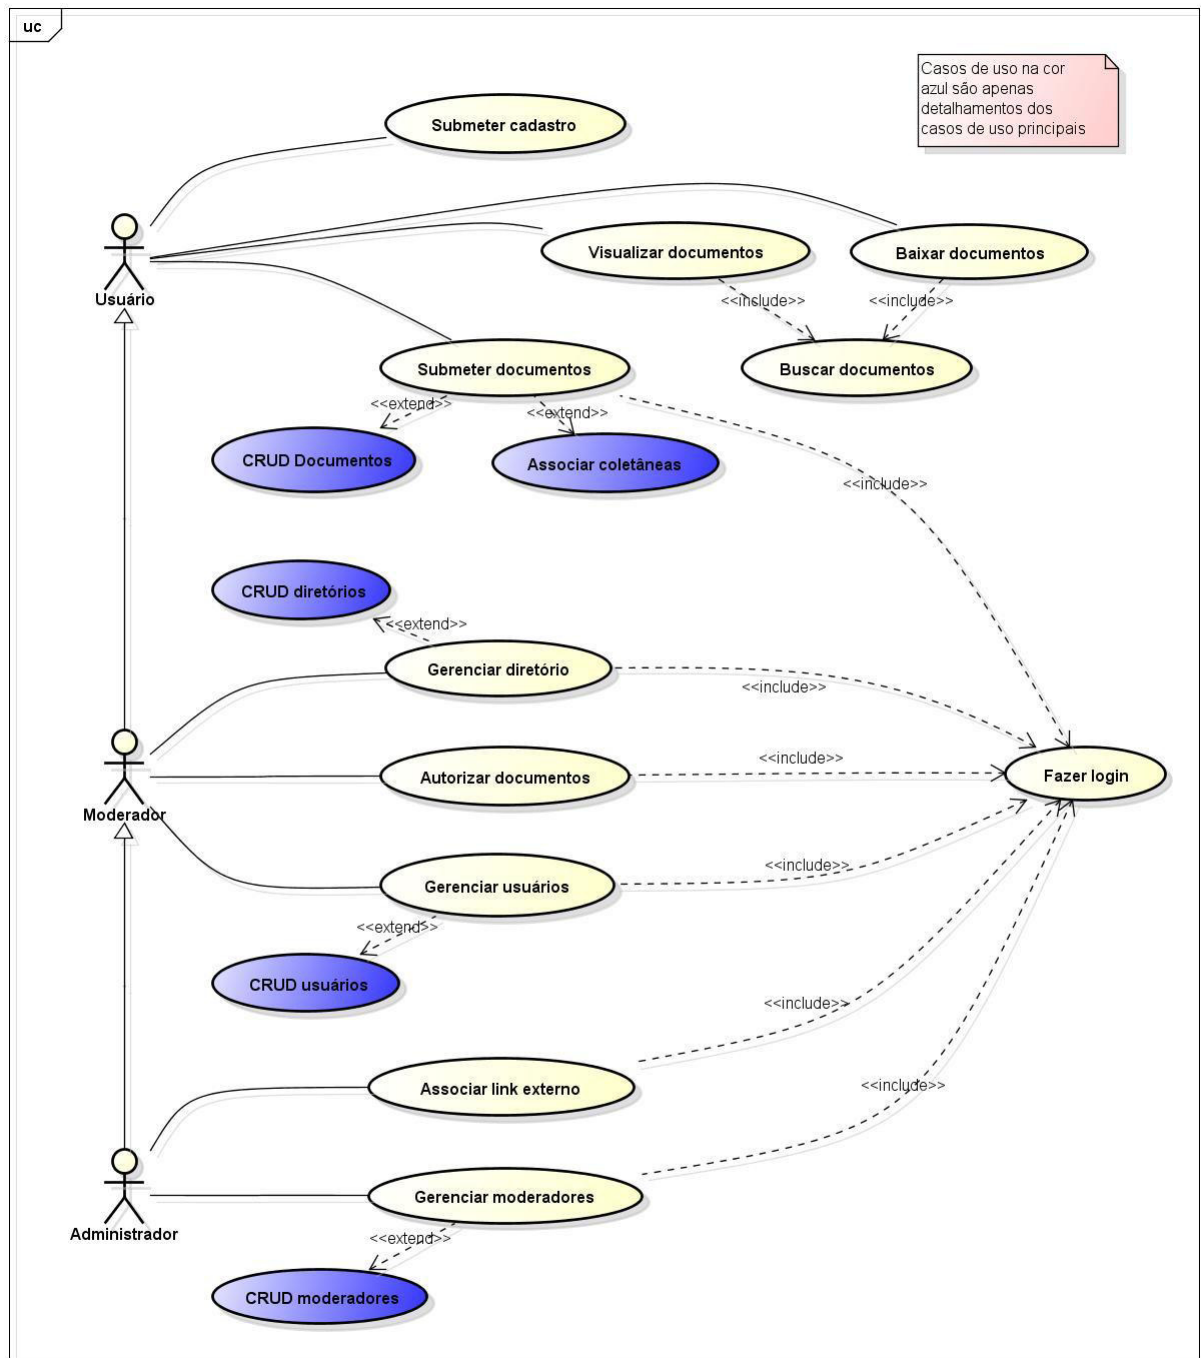 uc
Casos de uso na cor
azul são apenas
detalhamentos dos
casos de uso principais
Submeter cadastro
Visualizar documentos
Baixar documentos
Usuário
<<include>>
<<include>>
Submeter documentos
Buscar documentos
<<extend>>
<<extend>>
CRUD Documentos
Associar coletâneas
<<include>>
CRUD diretórios
<<extend>>
Gerenciar diretório
<<include>>
<<include>>
Autorizar documentos
Fazer login
Moderador
<<include>>
Gerenciar usuários
<<extend>>
CRUD usuários
<<include>>
Associar link externo
<<include>>
Gerenciar moderadores
Administrador
<<extend>>
CRUD moderadores